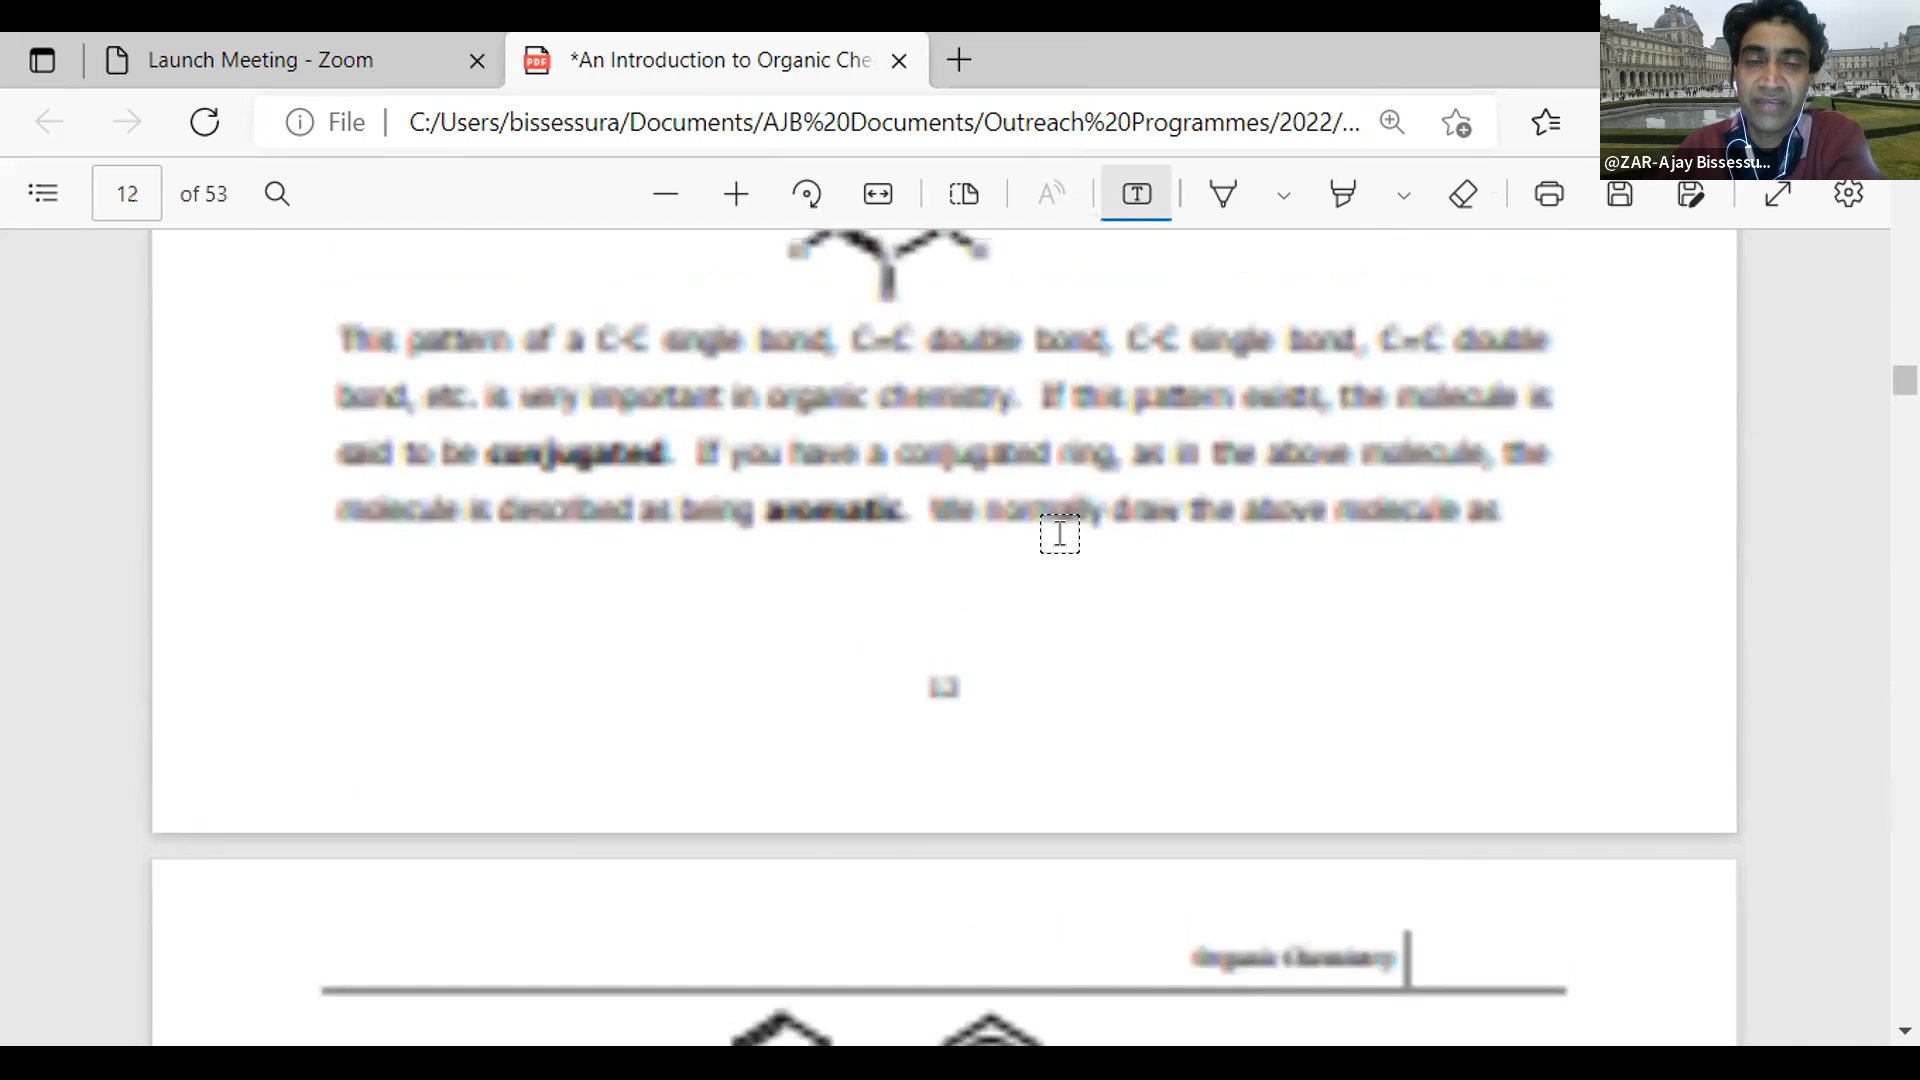 Launch Meeting - Zoom
*An Introduction to Organic Che
File
C:/Users/bissessura/Documents/AJB%20Documents/Outreach%20Programmes/2022/...
@ZAR-Ajay Bissessu...
12 of 53
This pattern of a C-C single bond, C=C double bond, C-C single bond, C=C double
bond, etc. is very important in organic chemistry. If this pattern exists, the molecule is
said to be conjugated. If you have a conjugated ring, as in the above molecule, the
molecule is described as being aromatic. We normally draw the above molecule as
12
Organic Chemistry